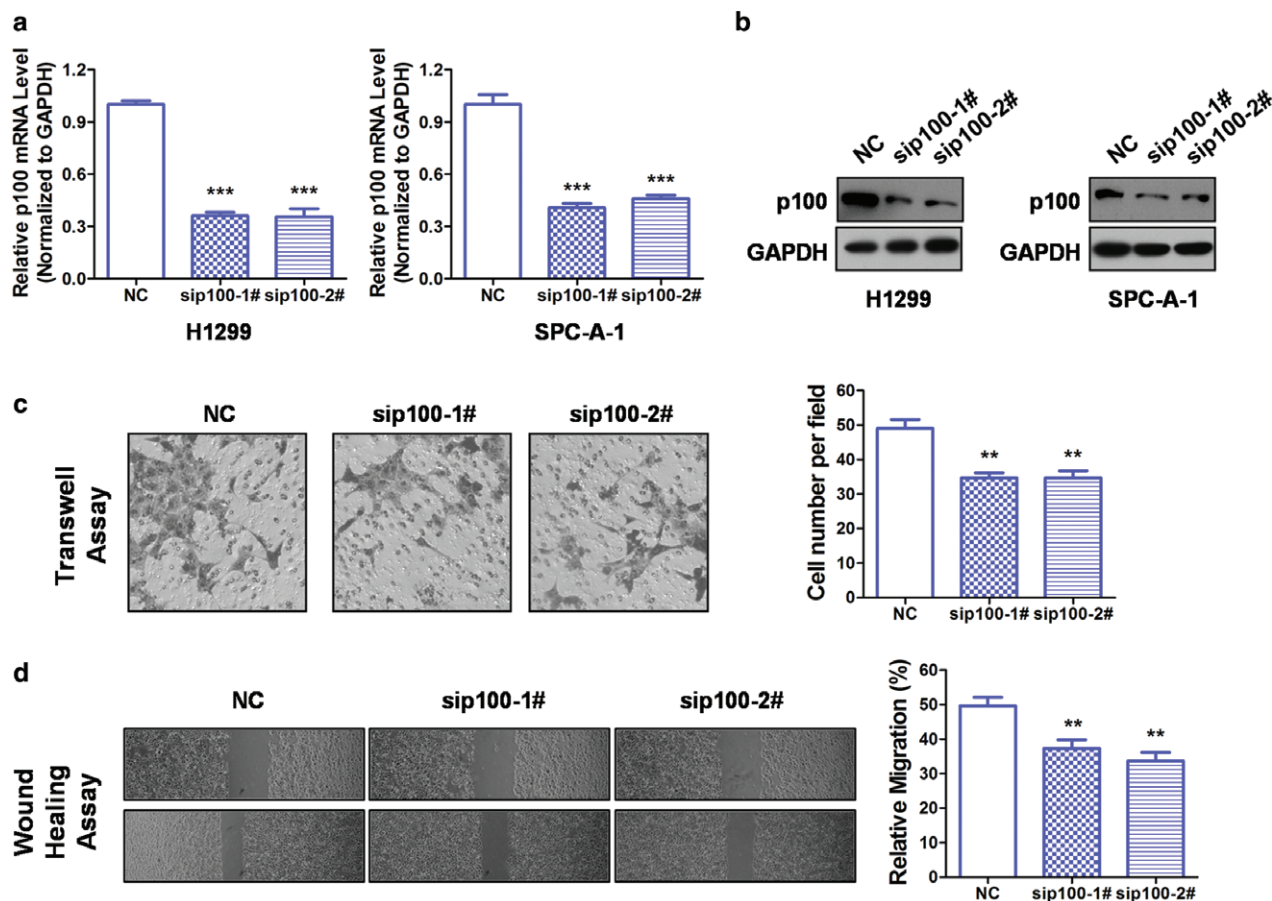 a
Relative p100 mRNA Level
(Normalized to GAPDH)
1.2
0.9
0.6
0.3
0.0
***
***
NC
sip100-1#
sip100-2#
H1299
Relative p100 mRNA Level
(Normalized to GAPDH)
1.2
0.9
0.6
0.3
0.0
***
***
NC
sip100-1#
sip100-2#
SPC-A-1
b
NC
sip100-1#
sip100-2#
p100
GAPDH
H1299
NC
sip100-1#
sip100-2#
p100
GAPDH
SPC-A-1
c
Transwell
Assay
NC
sip100-1#
sip100-2#
Cell number per field
60
50
40
30
20
10
0
**
**
NC
sip100-1#
sip100-2#
d
Wound
Healing
Assay
NC
sip100-1#
sip100-2#
Relative Migration (%)
60
50
40
30
20
10
0
**
**
NC
sip100-1#
sip100-2#